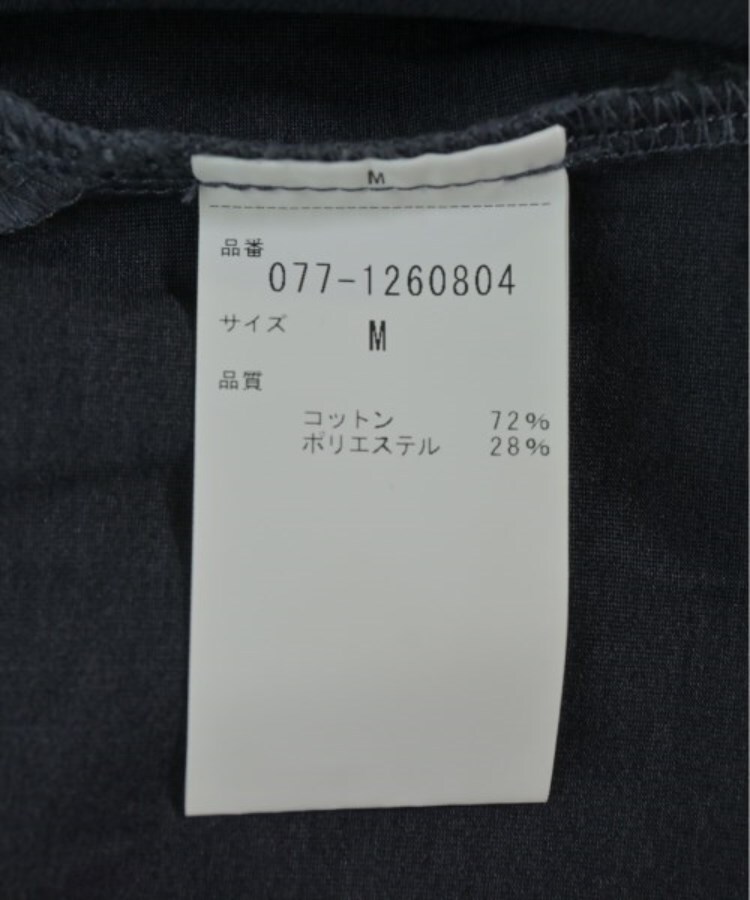 M
品番
077-1260804
サイズ
M
品質
コットン 72%
ポリエステル 28%